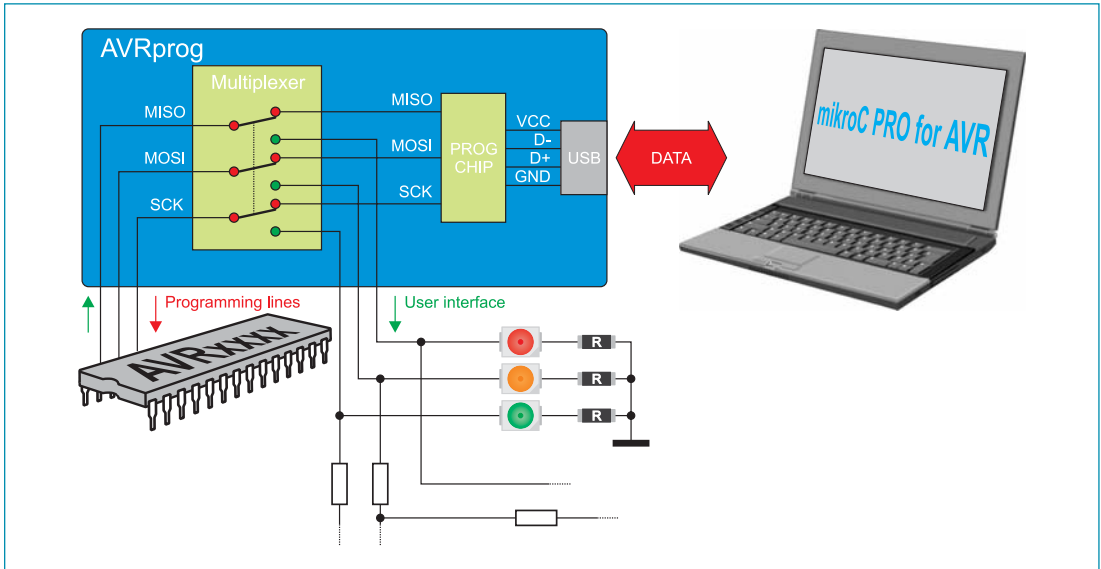 AVRprog
Multiplexer
MISO
MOSI
SCK
MISO
MOSI
SCK
PROG
CHIP
VCC
D-
D+
GND
USB
DATA
mikroC PRO for AVR
Programming lines
User interface
AVRxxxx
R
R
R